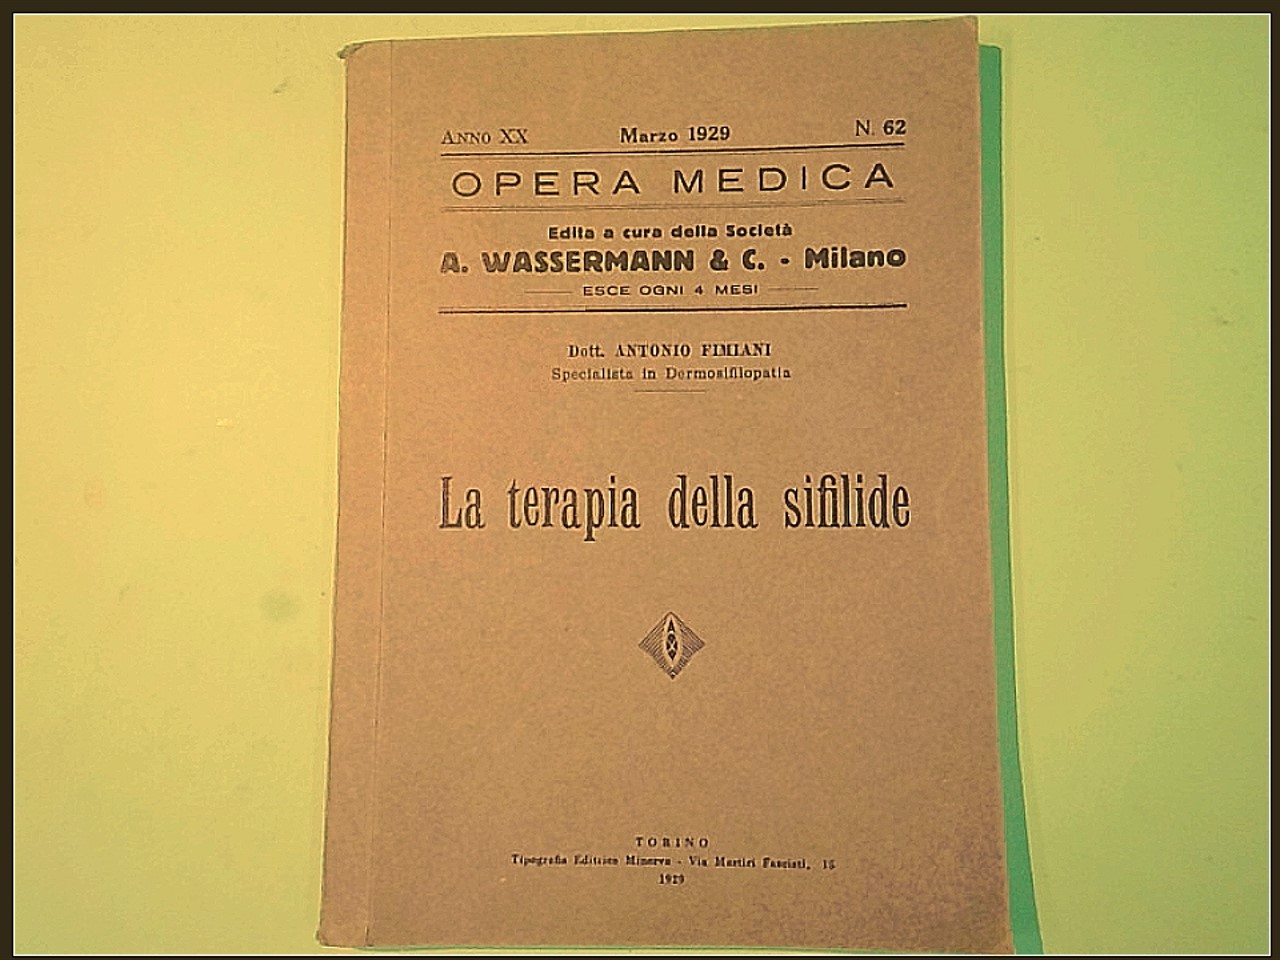 Anno XX Marzo 1929 N. 62
OPERA MEDICA
Edita a cura della Società
A. WASSERMANN & C. - Milano
ESCE OGNI 4 MESI
Dott. ANTONIO FIMIANI
Specialista in Dermosifilopatia
La terapia della sifilide
TORINO
Tipografia Editrice Minerva - Via Martiri Fascisti, 15
1929